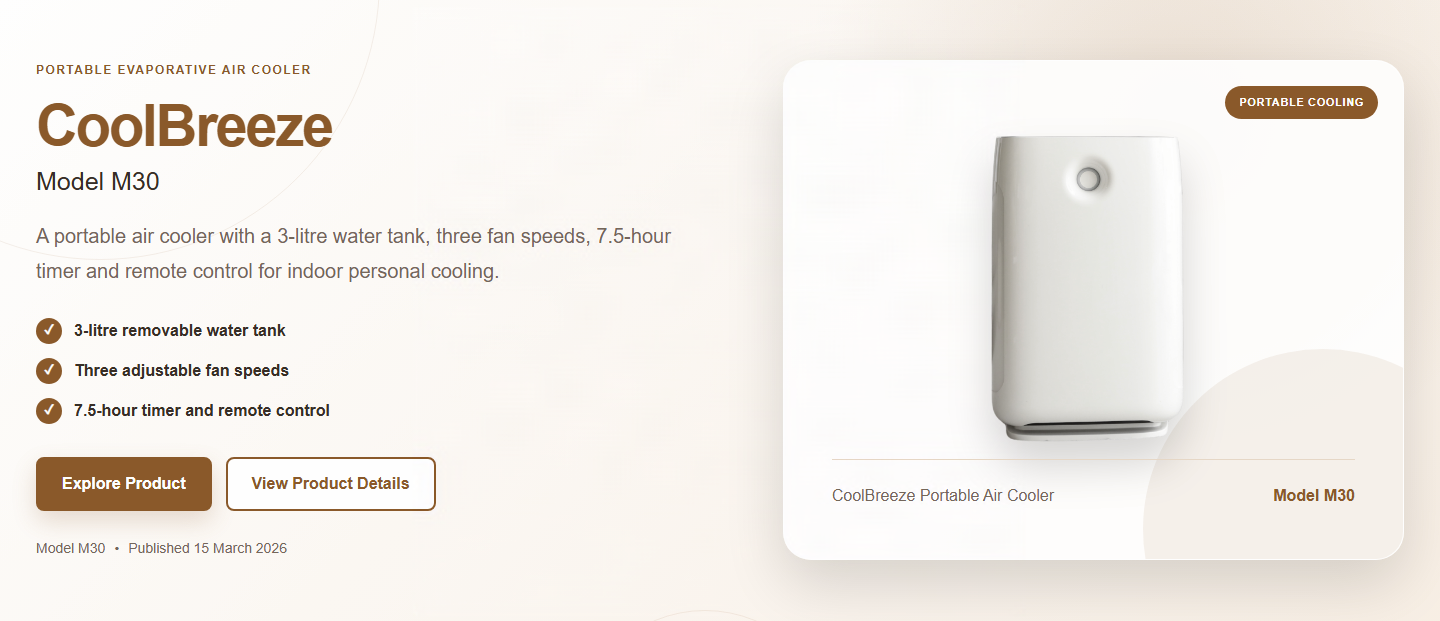 PORTABLE EVAPORATIVE AIR COOLER
CoolBreeze
Model M30
A portable air cooler with a 3-litre water tank, three fan speeds, 7.5-hour
timer and remote control for indoor personal cooling.
3-litre removable water tank
Three adjustable fan speeds
7.5-hour timer and remote control
Explore Product
View Product Details
Model M30 • Published 15 March 2026
PORTABLE COOLING
CoolBreeze Portable Air Cooler
Model M30